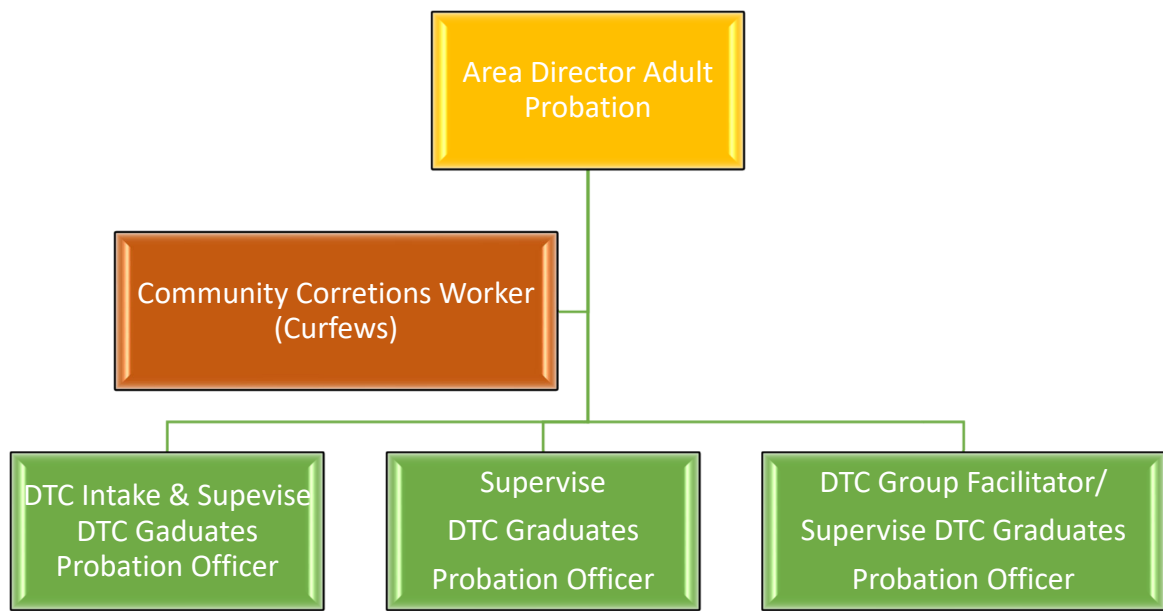 Area Director Adult
Probation
Community Corretions Worker
(Curfews)
DTC Intake & Supevise
DTC Gaduates
Probation Officer
Supervise
DTC Graduates
Probation Officer
DTC Group Facilitator/
Supervise DTC Graduates
Probation Officer